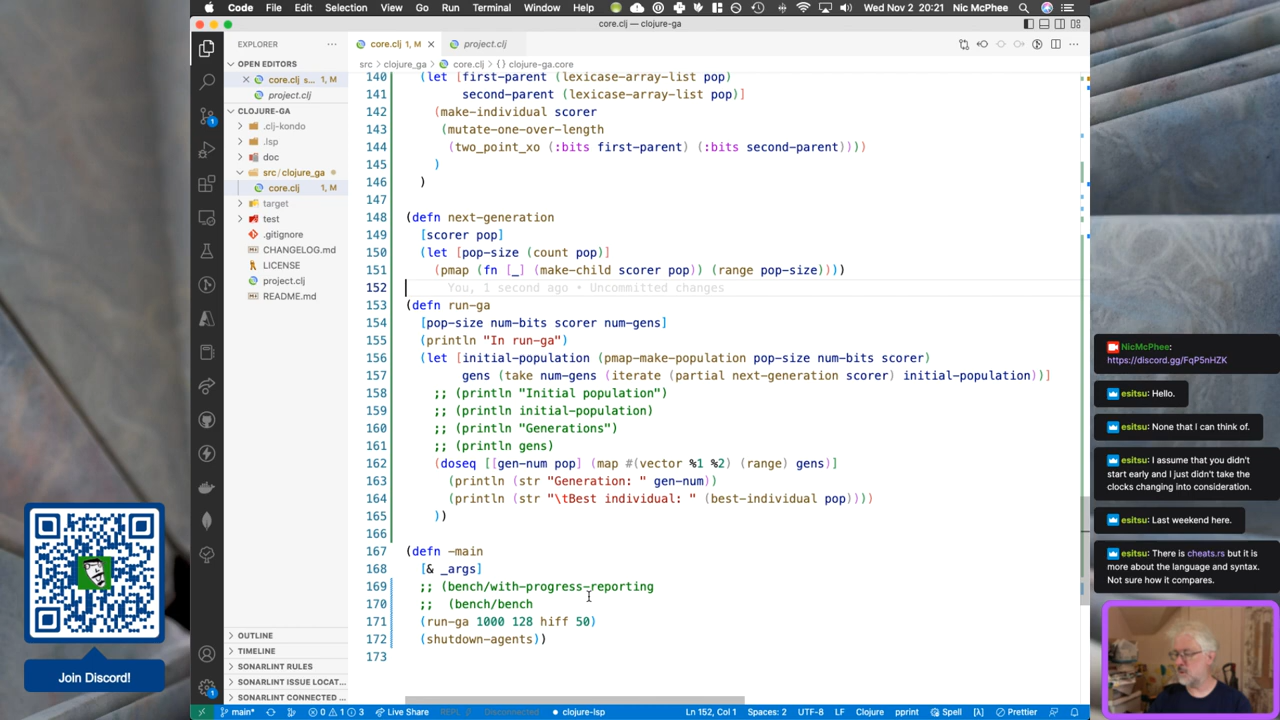 Code File Edit Selection View Go Run Terminal Window Help Wed Nov 2 20:21 Nic McPhee
core.clj — clojure-ga
EXPLORER
OPEN EDITORS
core.clj s... 1, M
project.clj
CLOJURE-GA
.clj-kondo
.lsp
doc
src/clojure_ga
core.clj 1, M
target
test
.gitignore
CHANGELOG.md
LICENSE
project.clj
README.md
OUTLINE
TIMELINE
SONARLINT RULES
SONARLINT ISSUE LOCAT...
SONARLINT CONNECTED ...
core.clj 1, M
project.clj
src > clojure_ga > core.clj > {} clojure-ga.core
140 (let [first-parent (lexicase-array-list pop)
141 second-parent (lexicase-array-list pop)]
142 (make-individual scorer
143 (mutate-one-over-length
144 (two_point_xo (:bits first-parent) (:bits second-parent))))
145 )
146 )
147
148 (defn next-generation
149 [scorer pop]
150 (let [pop-size (count pop)]
151 (pmap (fn [_] (make-child scorer pop)) (range pop-size))))
152 You, 1 second ago • Uncommitted changes
153 (defn run-ga
154 [pop-size num-bits scorer num-gens]
155 (println "In run-ga")
156 (let [initial-population (pmap-make-population pop-size num-bits scorer)
157 gens (take num-gens (iterate (partial next-generation scorer) initial-population))]
158 ;; (println "Initial population")
159 ;; (println initial-population)
160 ;; (println "Generations")
161 ;; (println gens)
162 (doseq [[gen-num pop] (map #(vector %1 %2) (range) gens)]
163 (println (str "Generation: " gen-num))
164 (println (str "\tBest individual: " (best-individual pop))))
165 ))
166
167 (defn -main
168 [& _args]
169 ;; (bench/with-progress-reporting
170 ;; (bench/bench
171 (run-ga 1000 128 hiff 50)
172 (shutdown-agents))
173
main* 0 1 3 Live Share REPL Disconnected clojure-lsp Ln 152, Col 1 Spaces: 2 UTF-8 LF Clojure pprint Spell [λ] Prettier
Join Discord!
NicMcPhee:
https://discord.gg/FqP5nHZK
esitsu: Hello.
esitsu: None that I can think of.
esitsu: I assume that you didn't
start early and I just didn't take the
clocks changing into consideration.
esitsu: Last weekend here.
esitsu: There is cheats.rs but it is
more about the language and syntax.
Not sure how it compares.